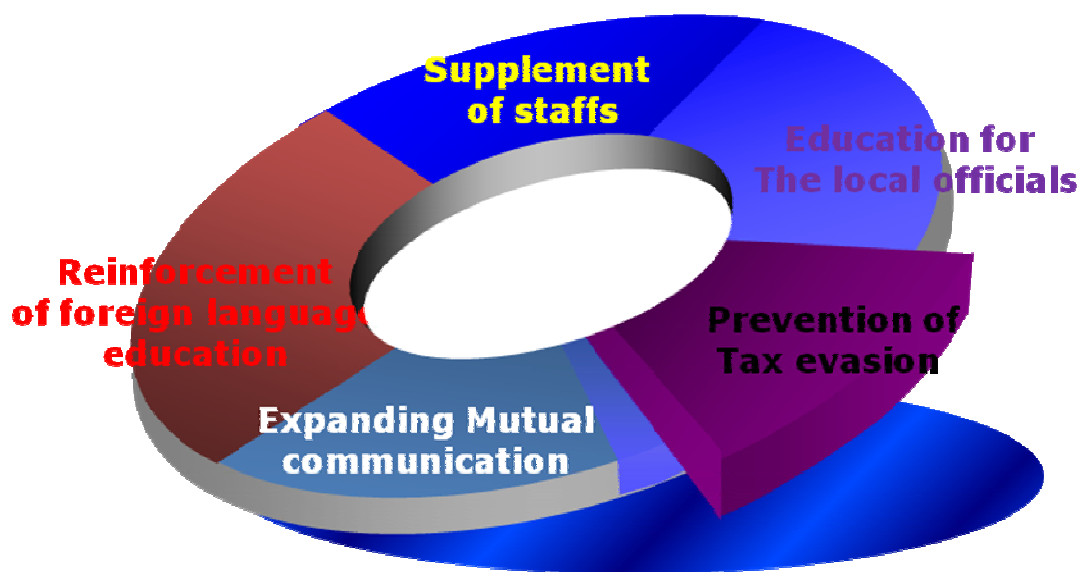 Supplement
of staffs
Education for
The local officials
Reinforcement
of foreign language
education
Prevention of
Tax evasion
Expanding Mutual
communication